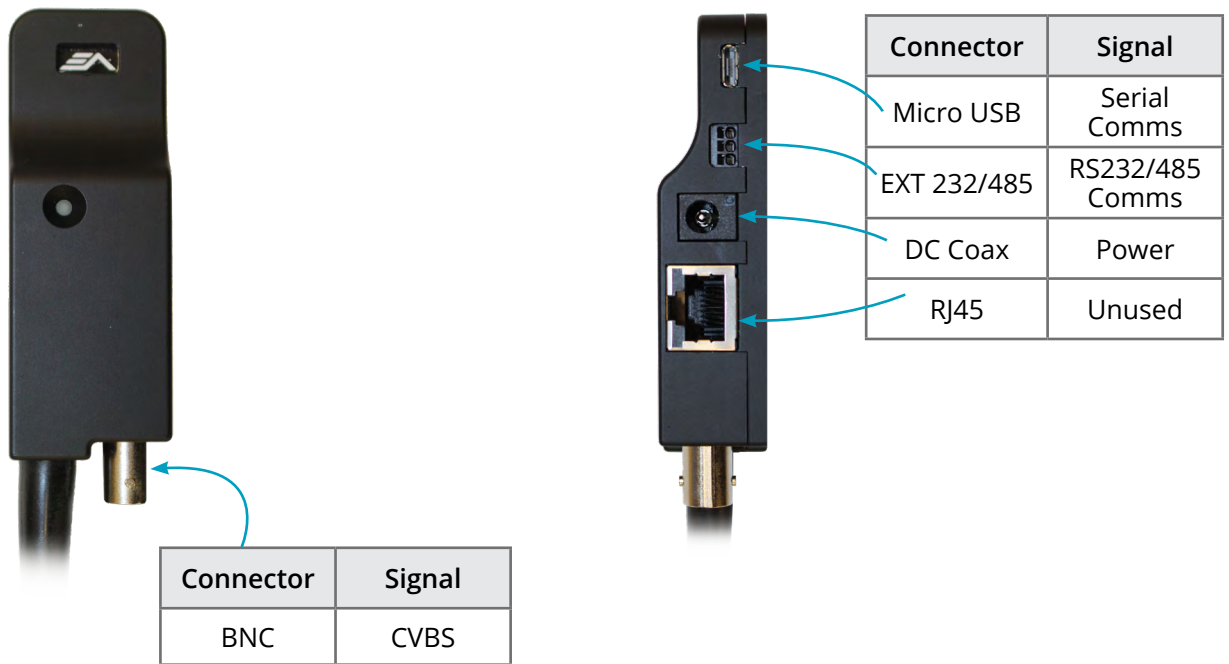 Connector Signal
Micro USB Serial Comms
EXT 232/485 RS232/485 Comms
DC Coax Power
RJ45 Unused
Connector Signal
BNC CVBS